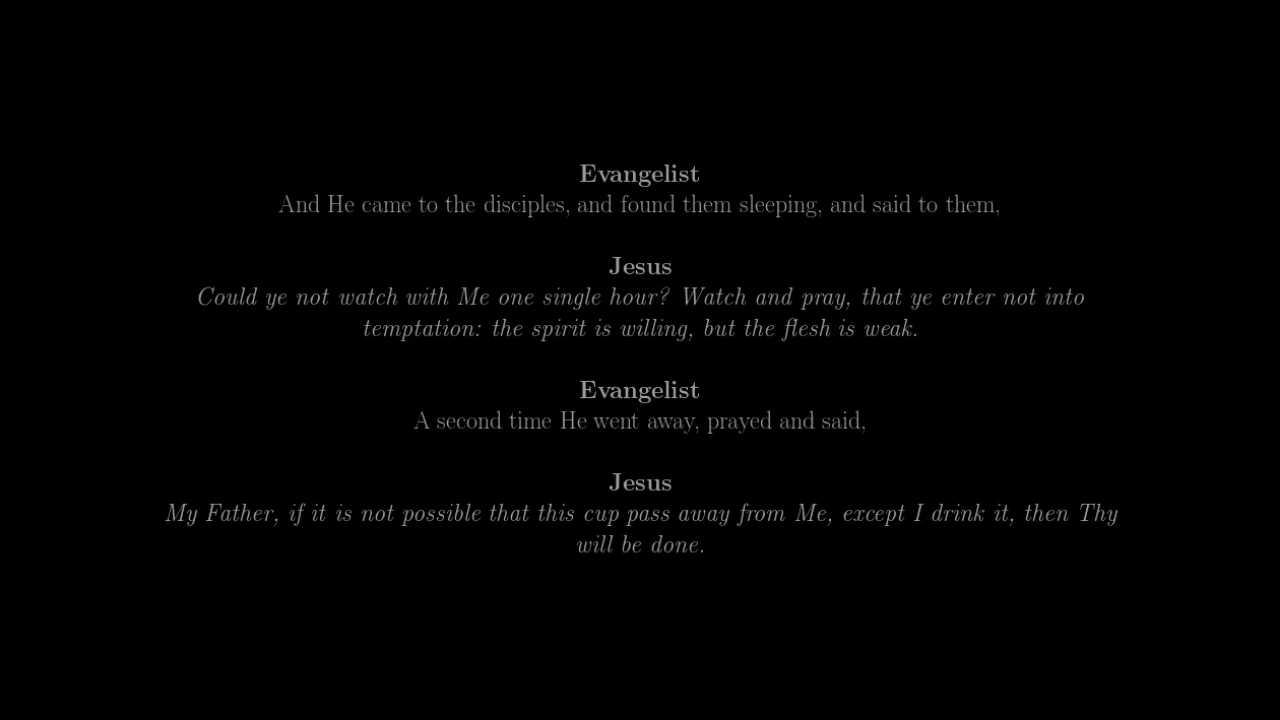 Evangelist
And He came to the disciples, and found them sleeping, and said to them,
Jesus
Could ye not watch with Me one single hour? Watch and pray, that ye enter not into
temptation: the spirit is willing, but the flesh is weak.
Evangelist
A second time He went away, prayed and said,
Jesus
My Father, if it is not possible that this cup pass away from Me, except I drink it, then Thy
will be done.